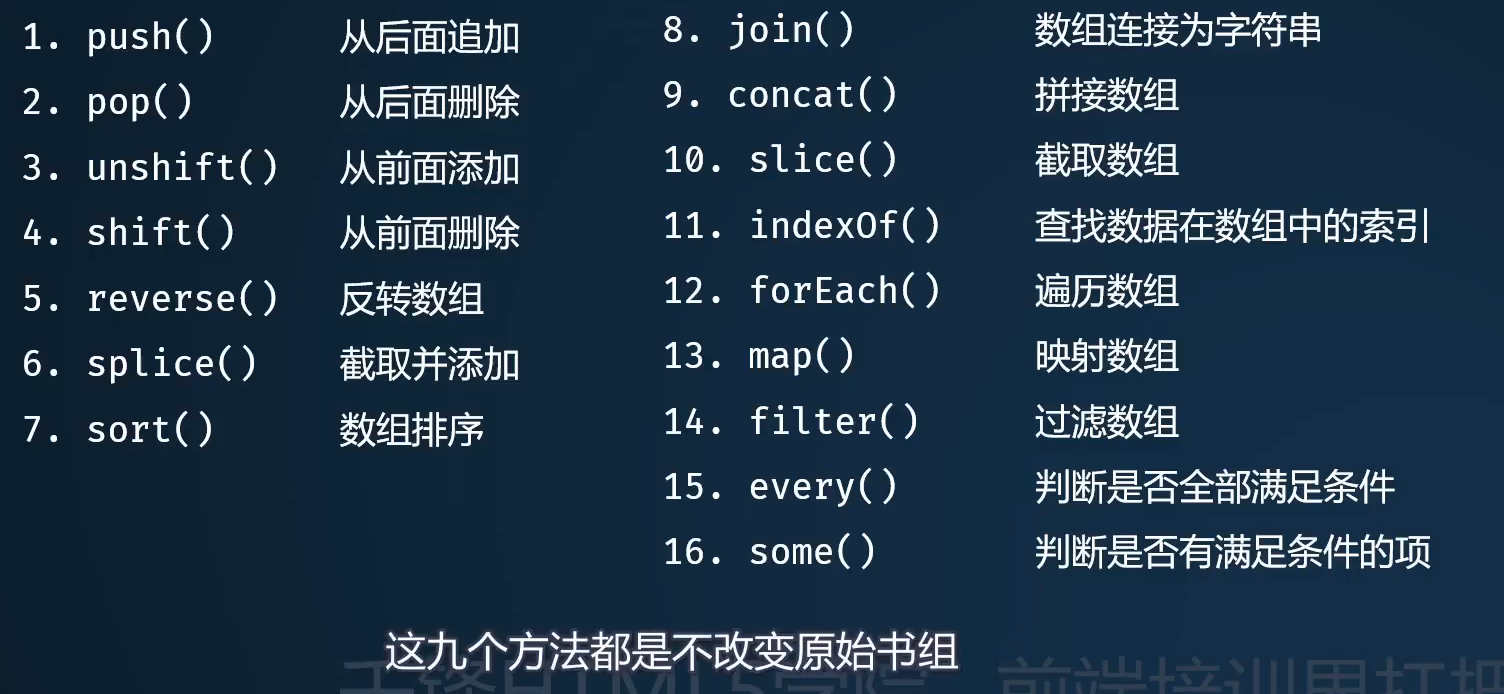 1. push() 从后面追加
2. pop() 从后面删除
3. unshift() 从前面添加
4. shift() 从前面删除
5. reverse() 反转数组
6. splice() 截取并添加
7. sort() 数组排序
8. join() 数组连接为字符串
9. concat() 拼接数组
10. slice() 截取数组
11. indexOf() 查找数据在数组中的索引
12. forEach() 遍历数组
13. map() 映射数组
14. filter() 过滤数组
15. every() 判断是否全部满足条件
16. some() 判断是否有满足条件的项
这九个方法都是不改变原始书组